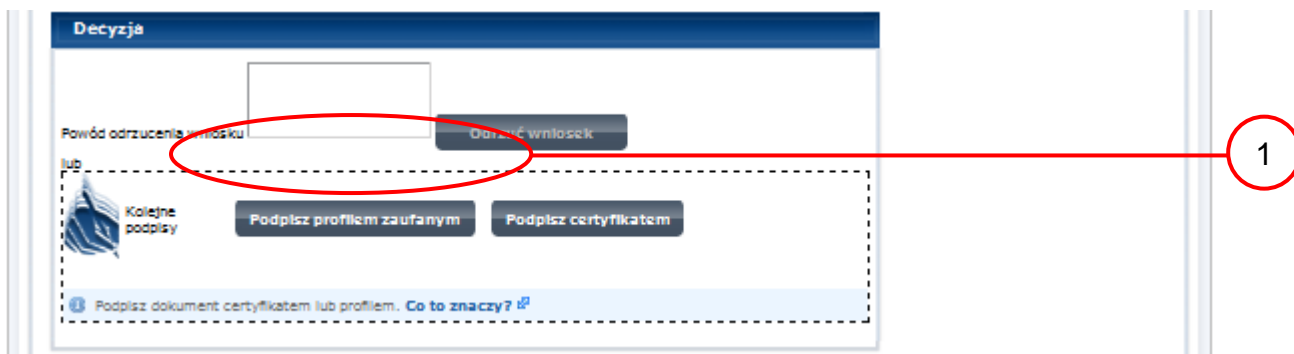 Decyzja
Powód odrzucenia wniosku
Odrzuć wniosek
lub
1
Kolejne
podpisy
Podpisz profilem zaufanym
Podpisz certyfikatem
Podpisz dokument certyfikatem lub profilem. Co to znaczy?